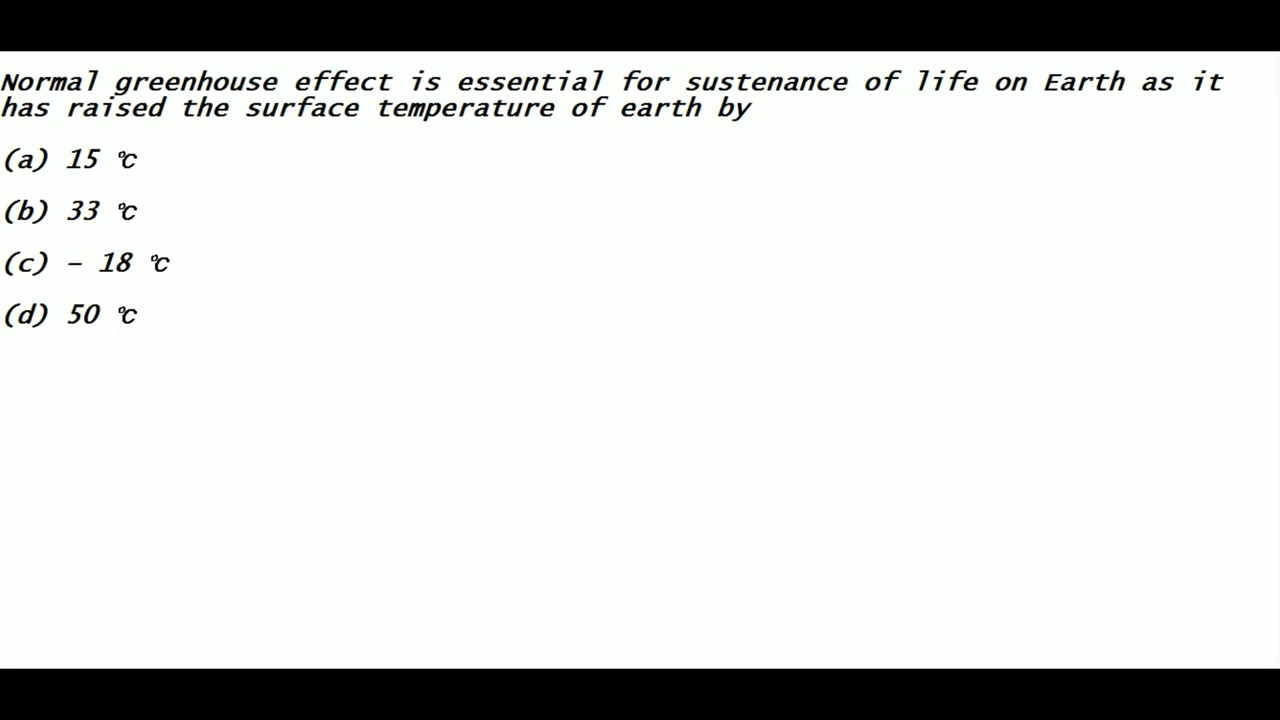 Normal greenhouse effect is essential for sustenance of life on Earth as it
has raised the surface temperature of earth by
(a) 15 ℃
(b) 33 ℃
(c) – 18 ℃
(d) 50 ℃